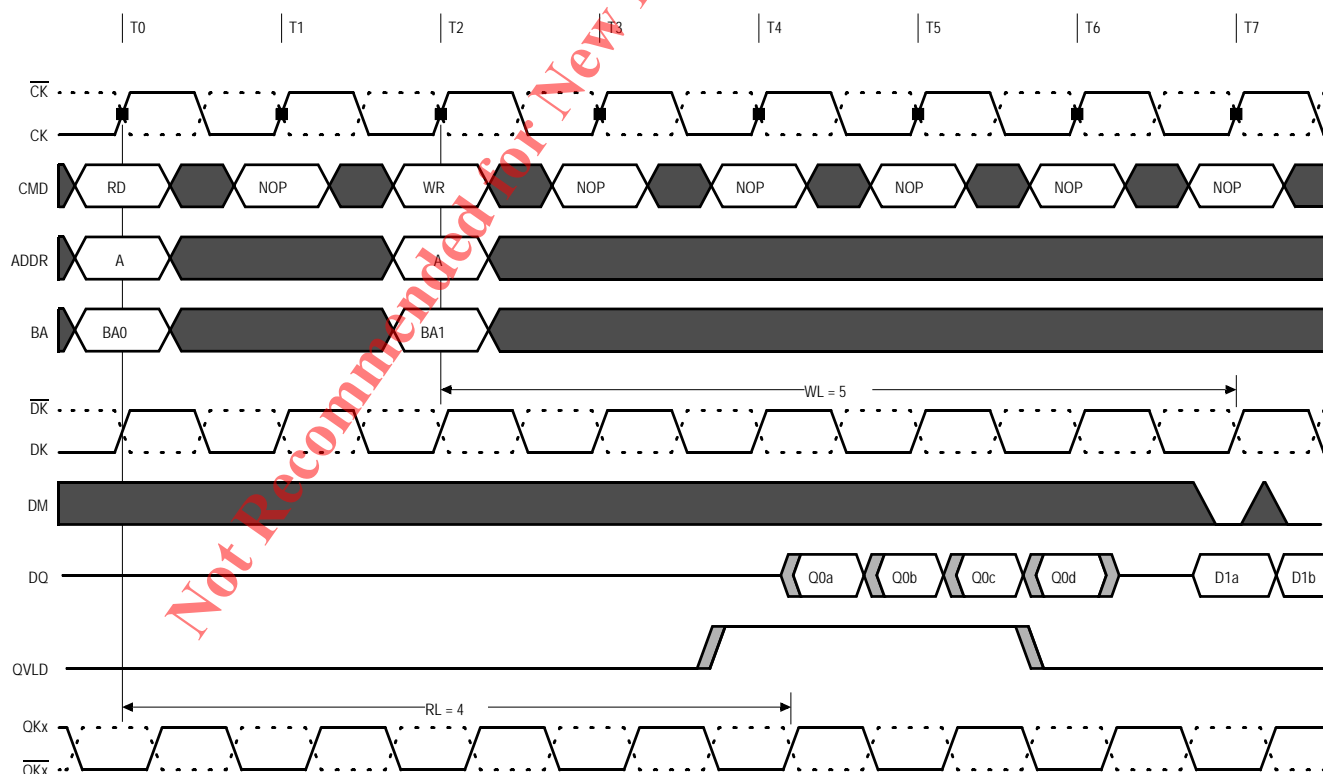 T0 T1 T2 T3 T4 T5 T6 T7
CK
CK
CMD RD NOP WR NOP NOP NOP NOP NOP
ADDR A A
BA BA0 BA1
WL = 5
DK
DK
DM
DQ Q0a Q0b Q0c Q0d D1a D1b
QVLD
RL = 4
QKx
QKx
Not Recommended for New